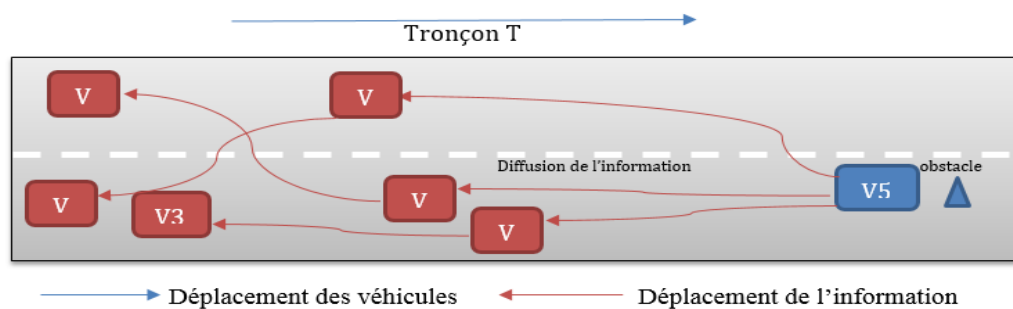 Tronçon T
V
V
Diffusion de l'information
obstacle
V
V3
V
V
V5
Déplacement des véhicules
Déplacement de l'information